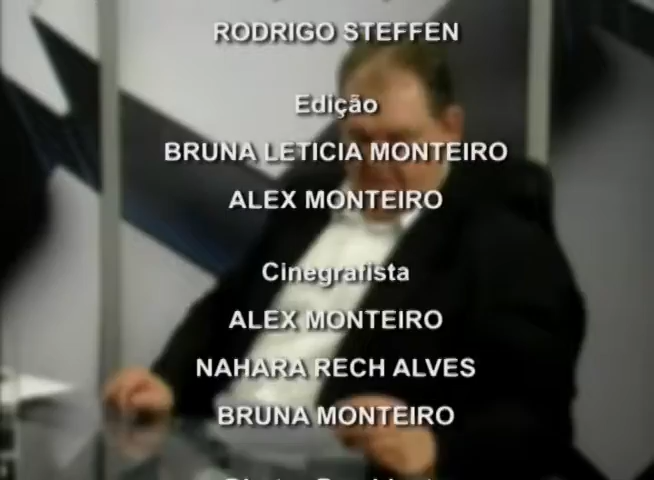 RODRIGO STEFFEN
Edição
BRUNA LETICIA MONTEIRO
ALEX MONTEIRO
Cinegrafista
ALEX MONTEIRO
NAHARA RECH ALVES
BRUNA MONTEIRO